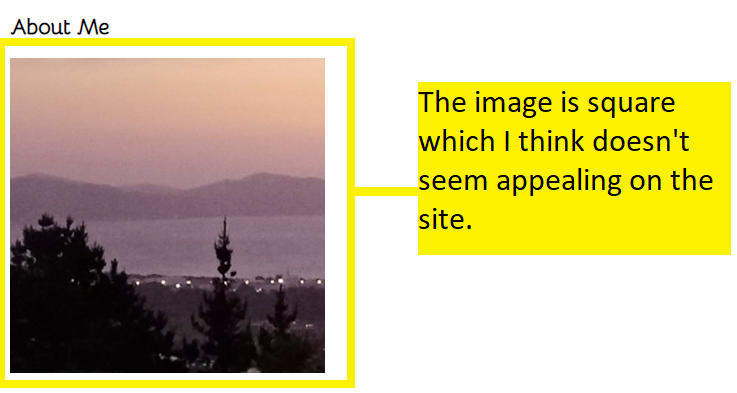 About Me
The image is square
which I think doesn't
seem appealing on the
site.